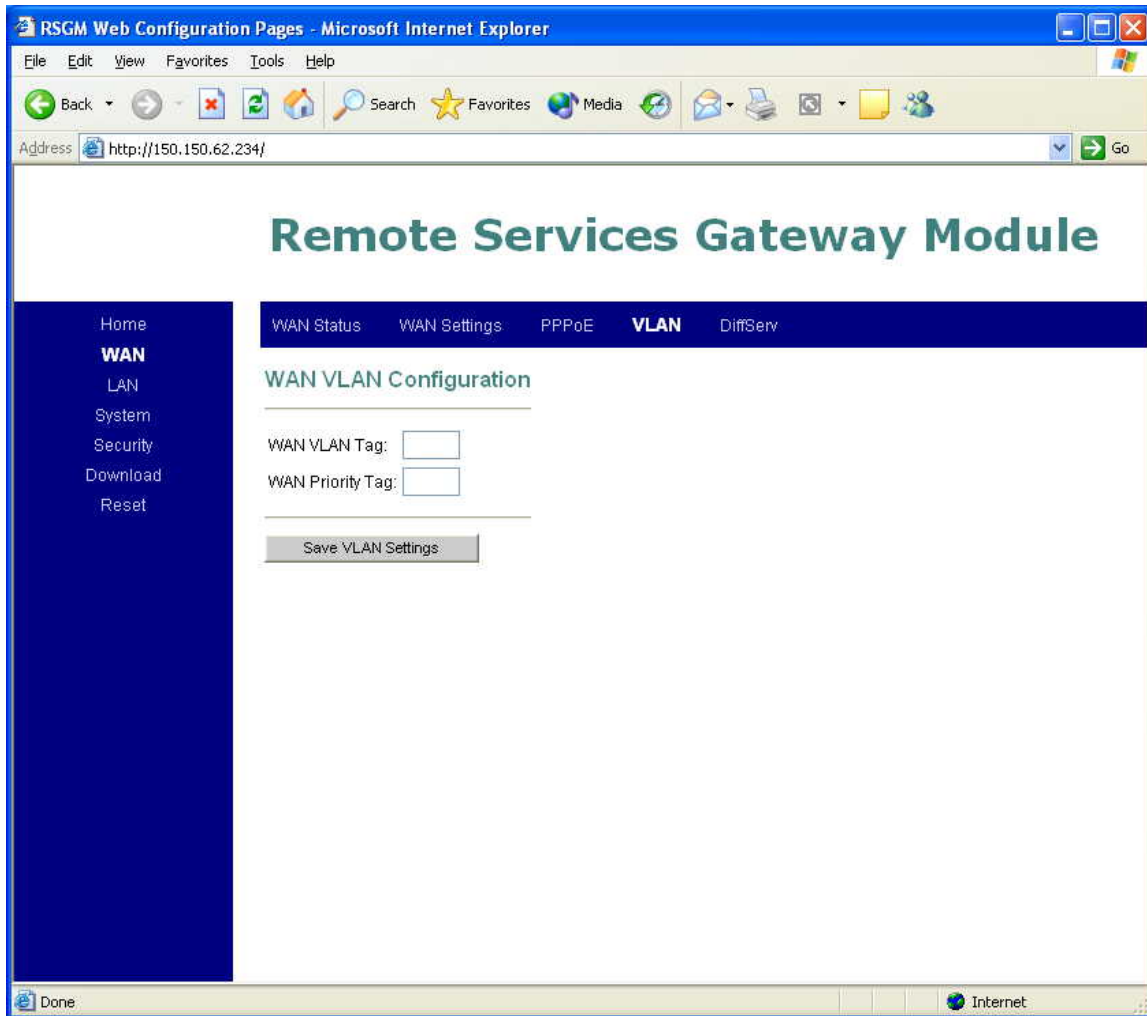 RSGM Web Configuration Pages - Microsoft Internet Explorer
File Edit View Favorites Tools Help
Back Search Favorites Media
Address http://150.150.62.234/ Go
Remote Services Gateway Module
Home
WAN
LAN
System
Security
Download
Reset
WAN Status WAN Settings PPPoE VLAN DiffServ
WAN VLAN Configuration
WAN VLAN Tag:
WAN Priority Tag:
Save VLAN Settings
Done Internet